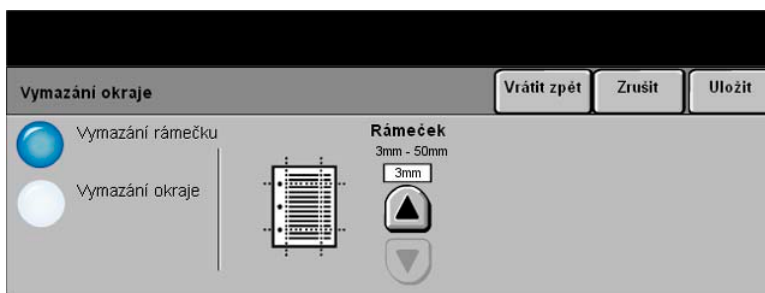 Vymazání okraje
Vrátit zpět
Zrušit
Uložit
Vymazání rámečku
Vymazání okraje
Rámeček
3mm - 50mm
3mm